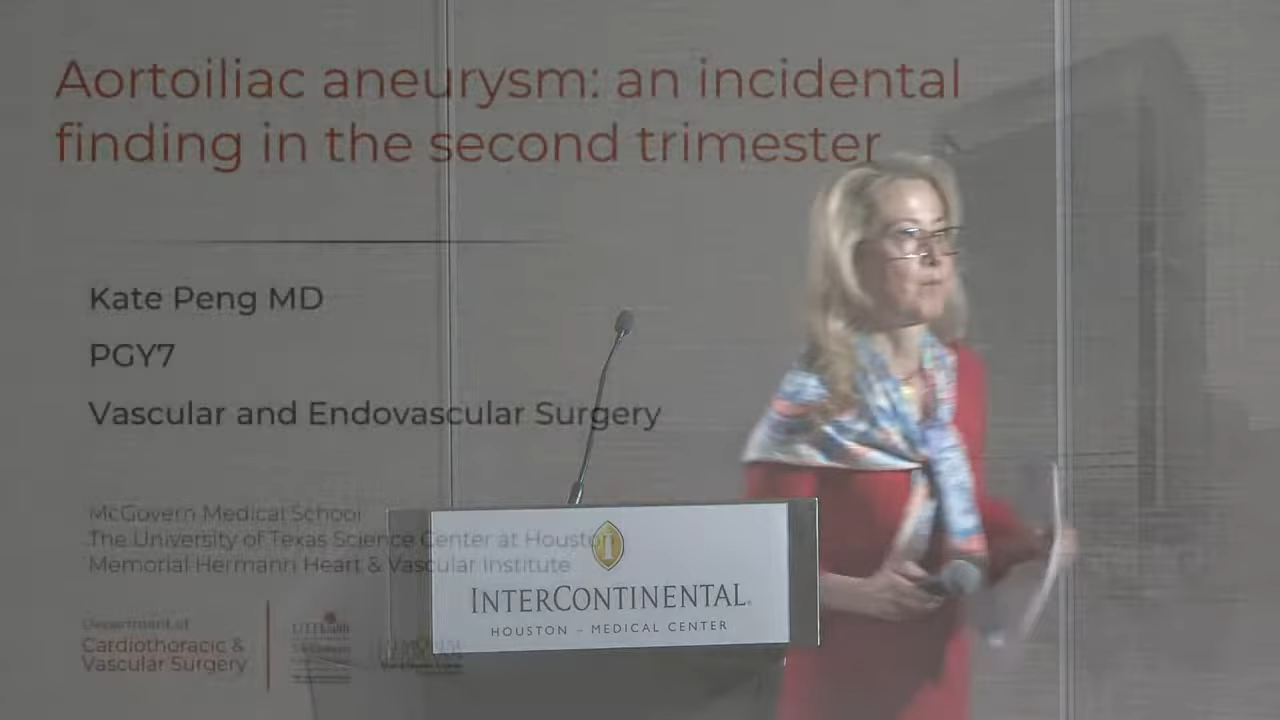 Aortoiliac aneurysm: an incidental
finding in the second trimester
Kate Peng MD
PGY7
Vascular and Endovascular Surgery
McGovern Medical School
The University of Texas Science Center at Houston
Memorial Hermann Heart & Vascular Institute
Department of
Cardiothoracic &
Vascular Surgery
UTHealth
INTERCONTINENTAL
HOUSTON – MEDICAL CENTER